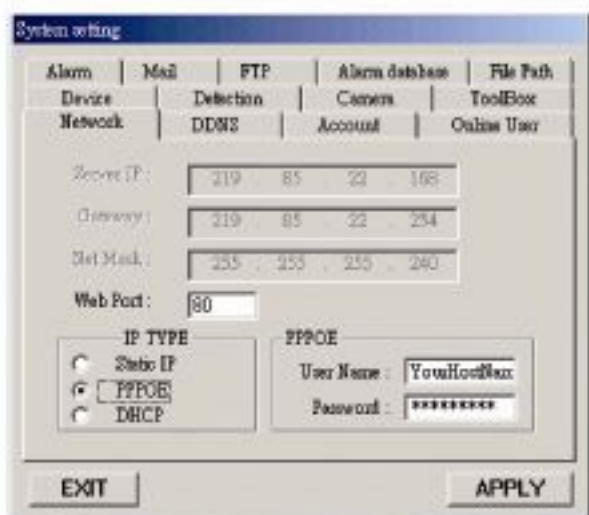 System setting
Alarm Mail FTP Alarm database File Path
Device Detection Camera ToolBox
Network DDNS Account Online User
Server IP : 219 . 85 . 22 . 168
Gateway : 219 . 85 . 22 . 254
Net Mask : 255 . 255 . 255 . 240
Web Port : 80
IP TYPE
Static IP
PPPOE
DHCP
PPPOE
User Name : YourHostNam
Password : *********
EXIT APPLY